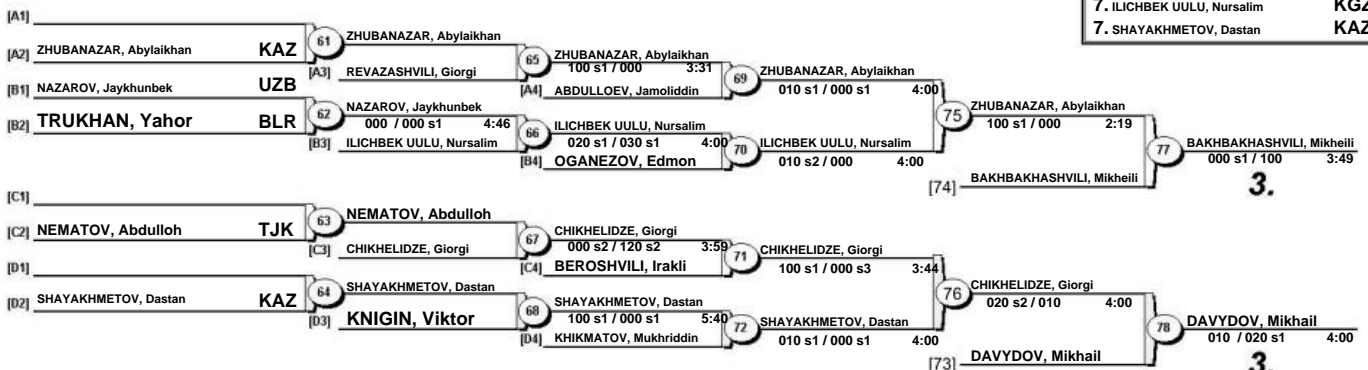 7. ILICHBEK UULU, Nursalim KGZ
7. SHAYAKHMETOV, Dastan KAZ
[A1]
[A2] ZHUBANAZAR, Abylaikhan KAZ
61 ZHUBANAZAR, Abylaikhan
[A3] REVAZASHVILI, Giorgi
65 ZHUBANAZAR, Abylaikhan
100 s1 / 000 3:31
[A4] ABDULLOEV, Jamoliddin
69 ZHUBANAZAR, Abylaikhan
010 s1 / 000 s1 4:00
[B1] NAZAROV, Jaykhunbek UZB
[B2] TRUKHAN, Yahor BLR
62 NAZAROV, Jaykhunbek
000 / 000 s1 4:46
[B3] ILICHBEK UULU, Nursalim
66 ILICHBEK UULU, Nursalim
020 s1 / 030 s1 4:00
[B4] OGANEZOV, Edmon
70 ILICHBEK UULU, Nursalim
010 s2 / 000 4:00
75 ZHUBANAZAR, Abylaikhan
100 s1 / 000 2:19
[74] BAKHBAKHASHVILI, Mikheili
77 BAKHBAKHASHVILI, Mikheili
000 s1 / 100 3:49
3.
[C1]
[C2] NEMATOV, Abdulloh TJK
63 NEMATOV, Abdulloh
[C3] CHIKHELIDZE, Giorgi
67 CHIKHELIDZE, Giorgi
000 s2 / 120 s2 3:59
[C4] BEROSHVILI, Irakli
71 CHIKHELIDZE, Giorgi
100 s1 / 000 s3 3:44
[D1]
[D2] SHAYAKHMETOV, Dastan KAZ
64 SHAYAKHMETOV, Dastan
[D3] KNIGIN, Viktor
68 SHAYAKHMETOV, Dastan
100 s1 / 000 s1 5:40
[D4] KHIKMATOV, Mukhriddin
72 SHAYAKHMETOV, Dastan
010 s1 / 000 s1 4:00
76 CHIKHELIDZE, Giorgi
020 s2 / 010 4:00
[73] DAVYDOV, Mikhail
78 DAVYDOV, Mikhail
010 / 020 s1 4:00
3.